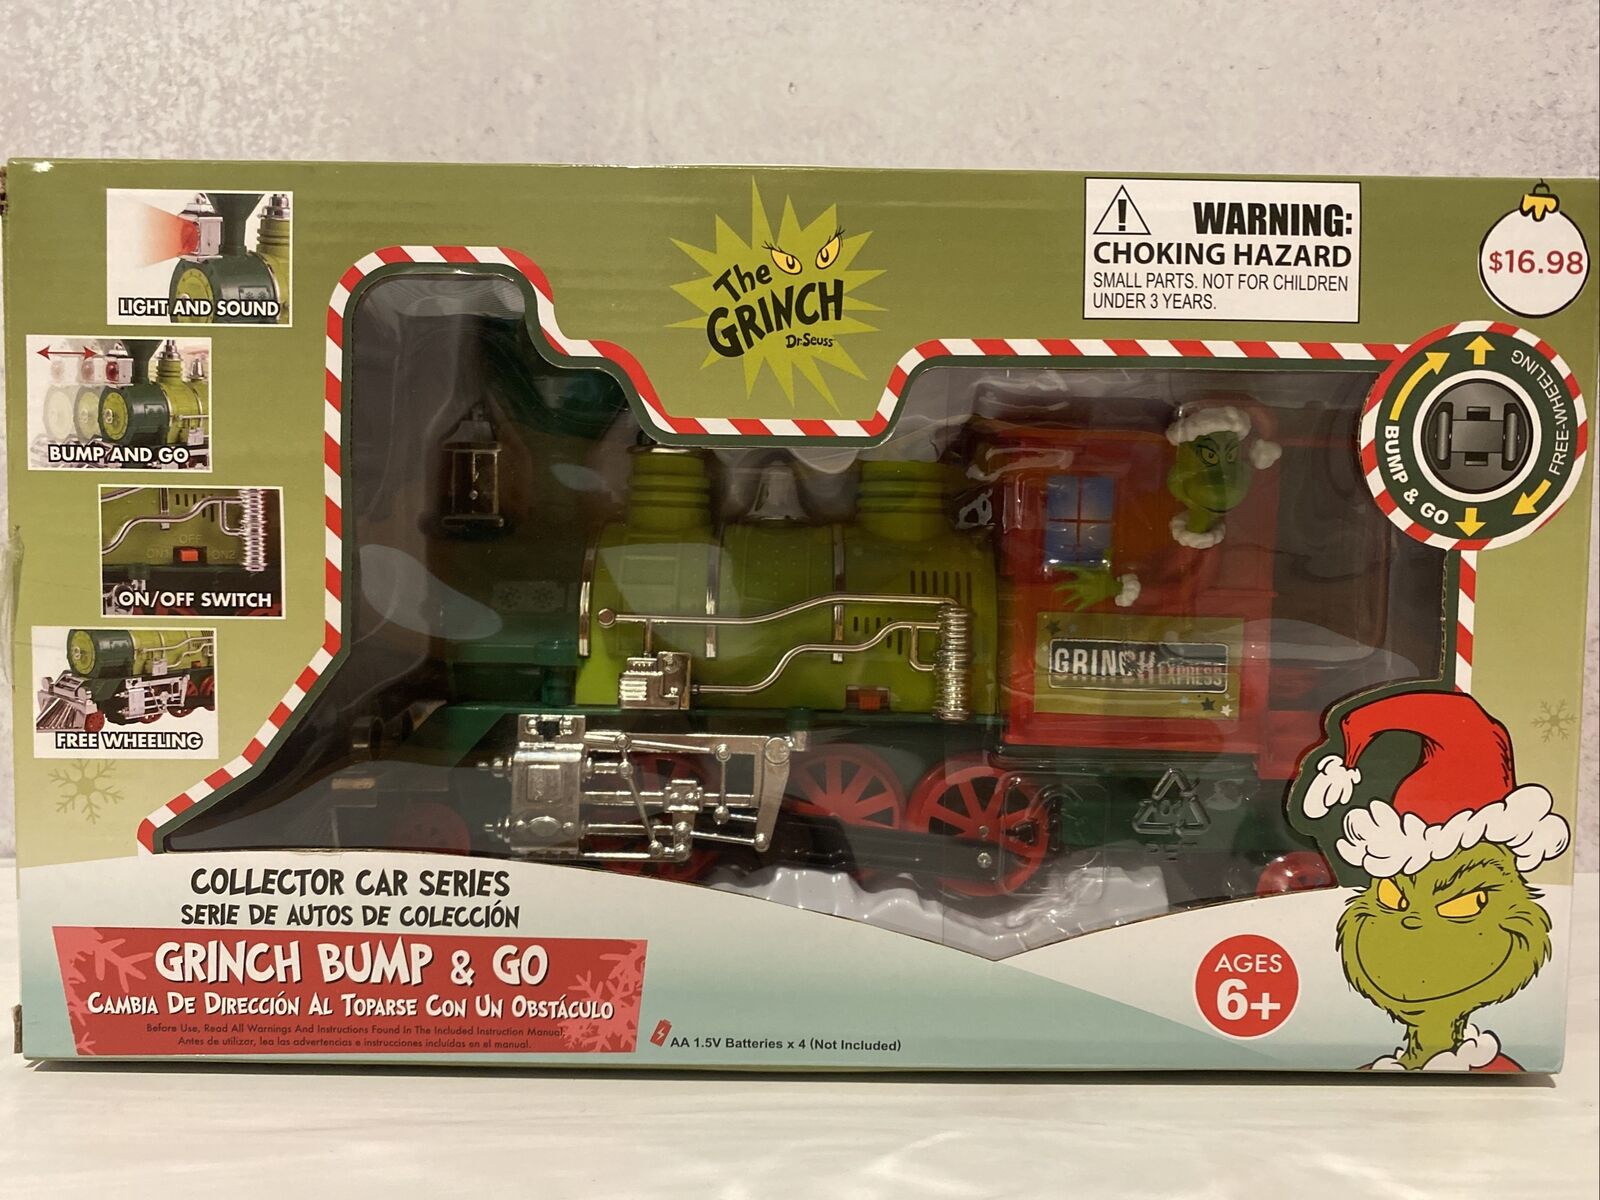 The
GRINCH
Dr. Seuss
WARNING:
CHOKING HAZARD
SMALL PARTS. NOT FOR CHILDREN
UNDER 3 YEARS.
$16.98
LIGHT AND SOUND
BUMP AND GO
OFF
ON1 ON2
ON/OFF SWITCH
FREE WHEELING
FREE-WHEELING
BUMP & GO
GRINCH EXPRESS
COLLECTOR CAR SERIES
SERIE DE AUTOS DE COLECCIÓN
GRINCH BUMP & GO
CAMBIA DE DIRECCIÓN AL TOPARSE CON UN OBSTÁCULO
Before Use, Read All Warnings And Instructions Found In The Included Instruction Manual.
Antes de utilizar, lea las advertencias e instrucciones incluidas en el manual.
AA 1.5V Batteries x 4 (Not Included)
AGES
6+